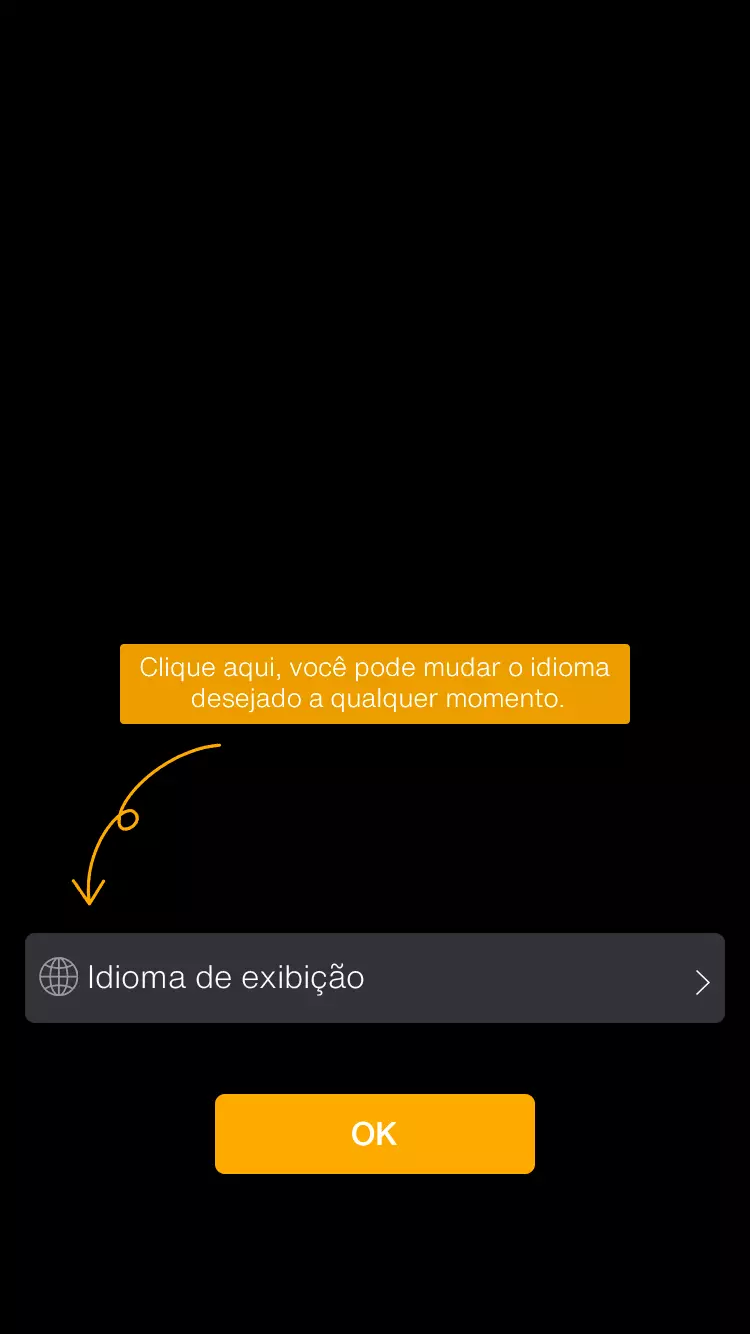 Clique aqui, você pode mudar o idioma
desejado a qualquer momento.
Idioma de exibição
OK